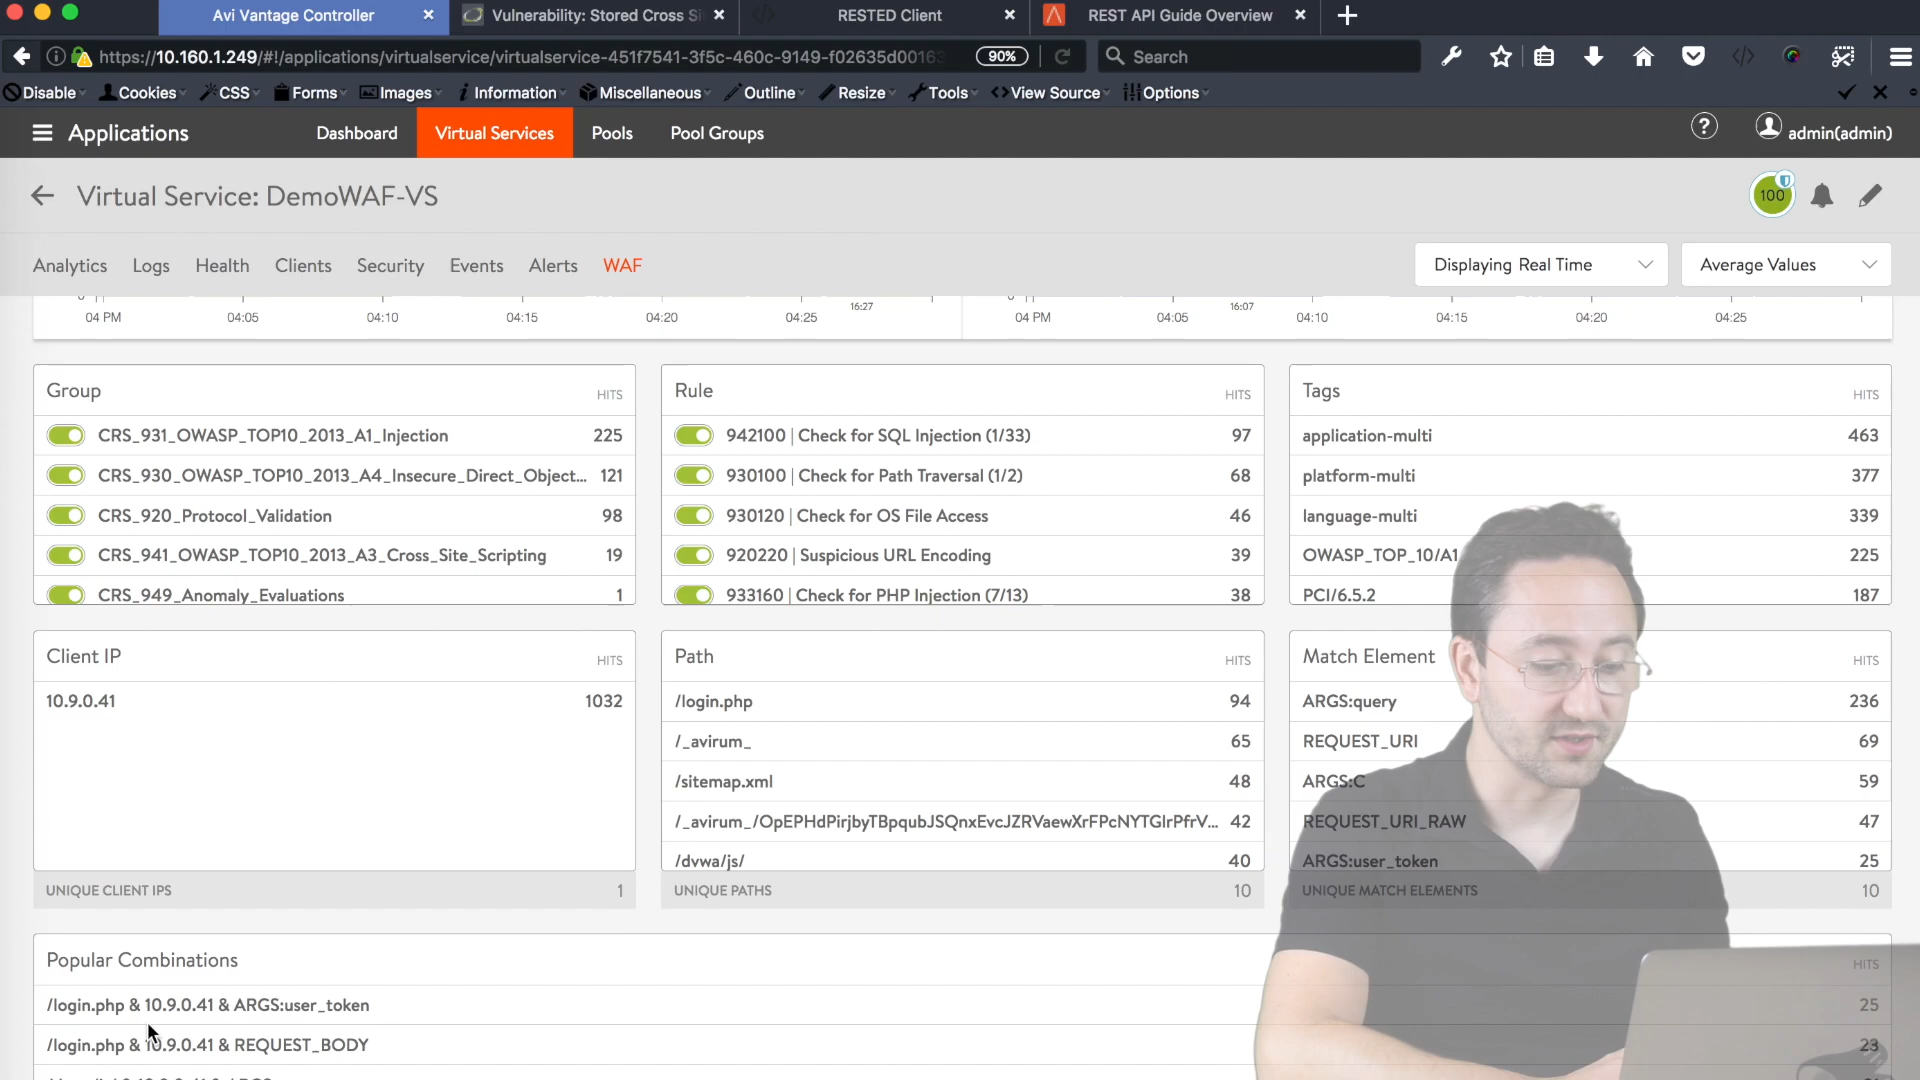 Avi Vantage Controller
Vulnerability: Stored Cross Si
RESTED Client
REST API Guide Overview
https://10.160.1.249/#!/applications/virtualservice/virtualservice-451f7541-3f5c-460c-9149-f02635d00163
90%
Search
Disable
Cookies
CSS
Forms
Images
Information
Miscellaneous
Outline
Resize
Tools
View Source
Options
Applications
Dashboard
Virtual Services
Pools
Pool Groups
?
admin(admin)
Virtual Service: DemoWAF-VS
100
Analytics
Logs
Health
Clients
Security
Events
Alerts
WAF
Displaying Real Time
Average Values
04 PM
04:05
04:10
04:15
04:20
04:25
16:27
04 PM
04:05
16:07
04:10
04:15
04:20
04:25
Group HITS
CRS_931_OWASP_TOP10_2013_A1_Injection 225
CRS_930_OWASP_TOP10_2013_A4_Insecure_Direct_Object... 121
CRS_920_Protocol_Validation 98
CRS_941_OWASP_TOP10_2013_A3_Cross_Site_Scripting 19
CRS_949_Anomaly_Evaluations 1
Rule HITS
942100 | Check for SQL Injection (1/33) 97
930100 | Check for Path Traversal (1/2) 68
930120 | Check for OS File Access 46
920220 | Suspicious URL Encoding 39
933160 | Check for PHP Injection (7/13) 38
Tags HITS
application-multi 463
platform-multi 377
language-multi 339
OWASP_TOP_10/A1 225
PCI/6.5.2 187
Client IP HITS
10.9.0.41 1032
UNIQUE CLIENT IPS 1
Path HITS
/login.php 94
/_avirum_ 65
/sitemap.xml 48
/_avirum_/OpEPHdPirjbyTBpqubJSQnxEvcJZRVaewXrFPcNYTGlrPfrV... 42
/dvwa/js/ 40
UNIQUE PATHS 10
Match Element HITS
ARGS:query 236
REQUEST_URI 69
ARGS:C 59
REQUEST_URI_RAW 47
ARGS:user_token 25
UNIQUE MATCH ELEMENTS 10
Popular Combinations HITS
/login.php & 10.9.0.41 & ARGS:user_token 25
/login.php & 10.9.0.41 & REQUEST_BODY 23